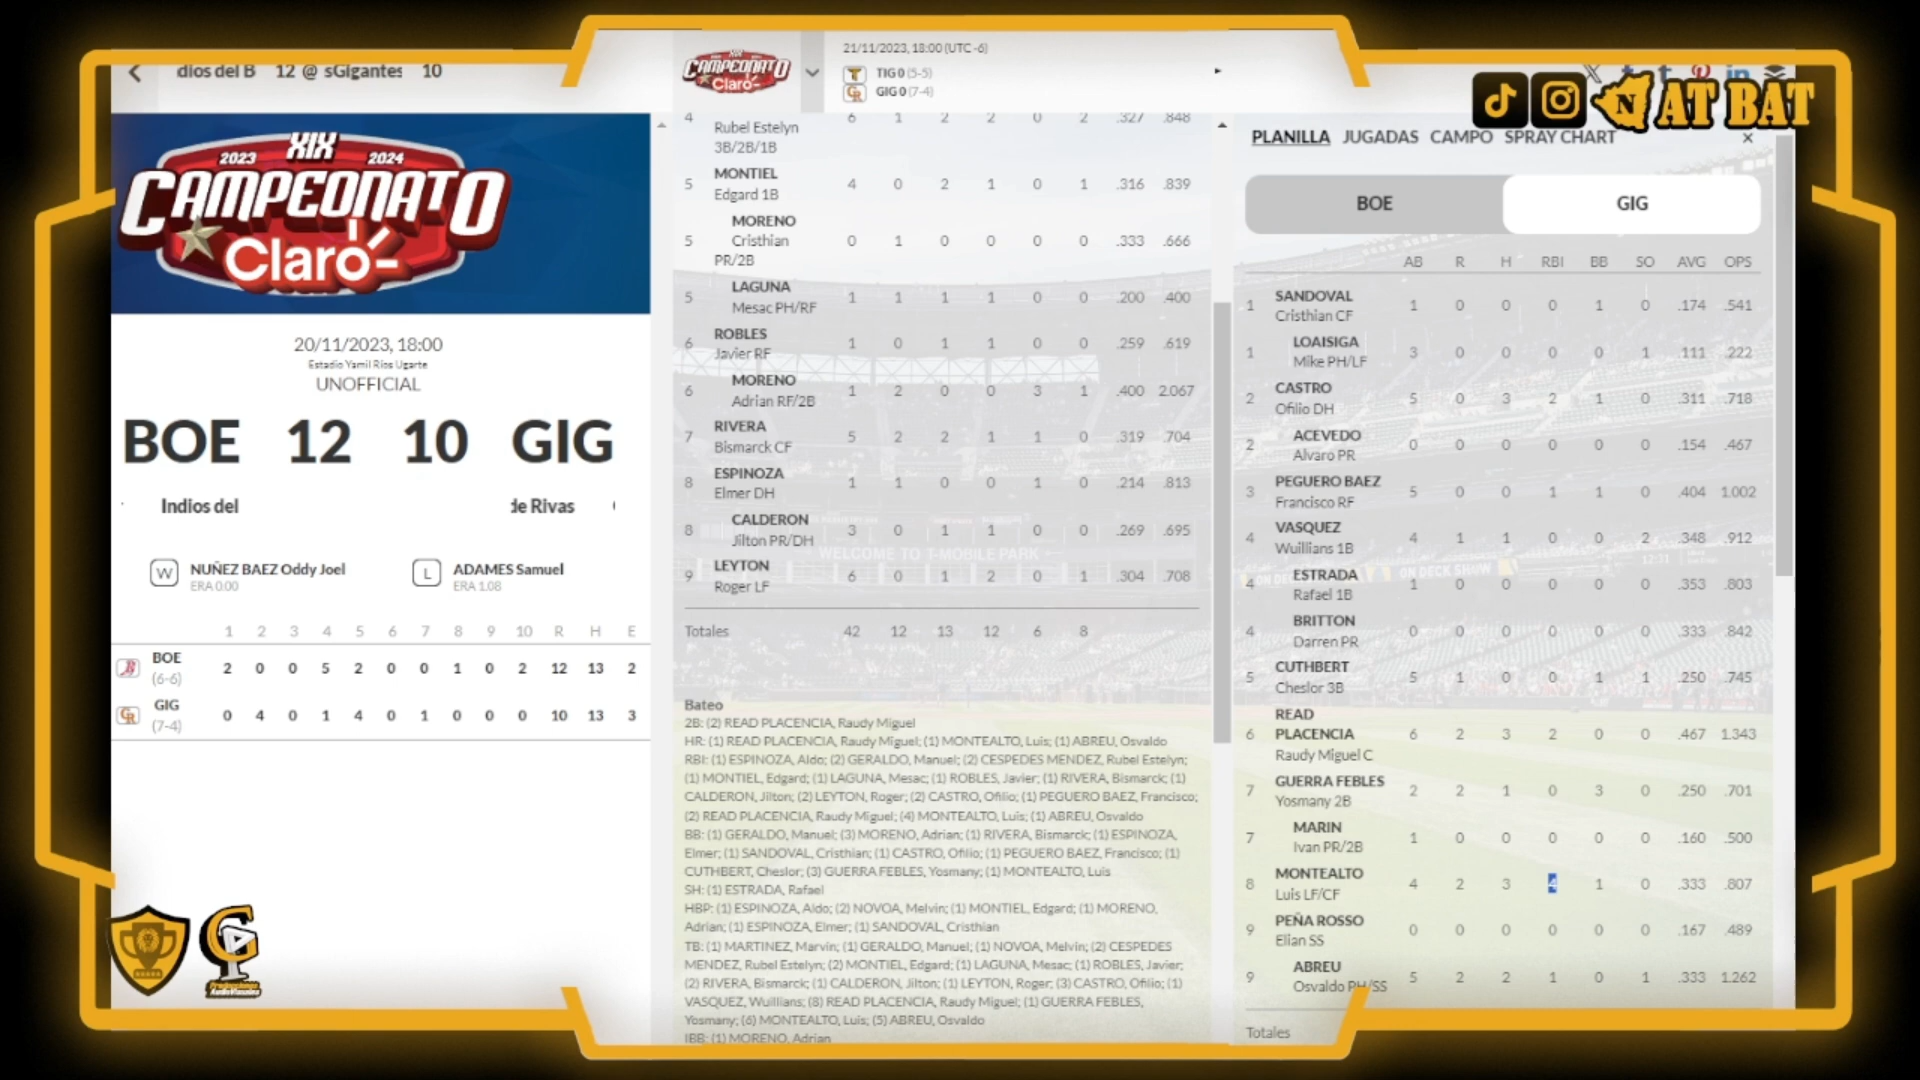 dios del B 12 @ sGigantes 10
XIX
2023 2024
CAMPEONATO
Claro
20/11/2023, 18:00
Estadio Yamil Rios Ugarte
UNOFFICIAL
BOE 12 10 GIG
Indios del de Rivas
W NUÑEZ BAEZ Oddy Joel L ADAMES Samuel
ERA 0.00 ERA 1.08
1 2 3 4 5 6 7 8 9 10 R H E
BOE 2 0 0 5 2 0 0 1 0 2 12 13 2
(6-6)
GIG 0 4 0 1 4 0 1 0 0 0 10 13 3
(7-4)
XIX
CAMPEONATO
Claro
21/11/2023, 18:00 (UTC -6)
TIG 0 (5-5)
GIG 0 (7-4)
4 6 1 2 2 0 2 .327 .848
Rubel Estelyn
3B/2B/1B
5 MONTIEL 4 0 2 1 0 1 .316 .839
Edgard 1B
5 MORENO 0 1 0 0 0 0 .333 .666
Cristhian
PR/2B
5 LAGUNA 1 1 1 1 0 0 .200 .400
Mesac PH/RF
6 ROBLES 1 0 1 1 0 0 .259 .619
Javier RF
6 MORENO 1 2 0 0 3 1 .400 2.067
Adrian RF/2B
7 RIVERA 5 2 2 1 1 0 .319 .704
Bismarck CF
8 ESPINOZA 1 1 0 0 1 0 .214 .813
Elmer DH
8 CALDERON 3 0 1 1 0 0 .269 .695
Jilton PR/DH
WELCOME TO T-MOBILE PARK
9 LEYTON 6 0 1 2 0 1 .304 .708
Roger LF
Totales 42 12 13 12 6 8
Bateo
2B: (2) READ PLACENCIA, Raudy Miguel
HR: (1) READ PLACENCIA, Raudy Miguel; (1) MONTEALTO, Luis; (1) ABREU, Osvaldo
RBI: (1) ESPINOZA, Aldo; (2) GERALDO, Manuel; (2) CESPEDES MENDEZ, Rubel Estelyn;
(1) MONTIEL, Edgard; (1) LAGUNA, Mesac; (1) ROBLES, Javier; (1) RIVERA, Bismarck; (1)
CALDERON, Jilton; (2) LEYTON, Roger; (2) CASTRO, Ofilio; (1) PEGUERO BAEZ, Francisco;
(2) READ PLACENCIA, Raudy Miguel; (4) MONTEALTO, Luis; (1) ABREU, Osvaldo
BB: (1) GERALDO, Manuel; (3) MORENO, Adrian; (1) RIVERA, Bismarck; (1) ESPINOZA,
Elmer; (1) SANDOVAL, Cristhian; (1) CASTRO, Ofilio; (1) PEGUERO BAEZ, Francisco; (1)
CUTHBERT, Cheslor; (3) GUERRA FEBLES, Yosmany; (1) MONTEALTO, Luis
SH: (1) ESTRADA, Rafael
HBP: (1) ESPINOZA, Aldo; (2) NOVOA, Melvin; (1) MONTIEL, Edgard; (1) MORENO,
Adrian; (1) ESPINOZA, Elmer; (1) SANDOVAL, Cristhian
TB: (1) MARTINEZ, Marvin; (1) GERALDO, Manuel; (1) NOVOA, Melvin; (2) CESPEDES
MENDEZ, Rubel Estelyn; (2) MONTIEL, Edgard; (1) LAGUNA, Mesac; (1) ROBLES, Javier;
(2) RIVERA, Bismarck; (1) CALDERON, Jilton; (1) LEYTON, Roger; (3) CASTRO, Ofilio; (1)
VASQUEZ, Wuillians; (8) READ PLACENCIA, Raudy Miguel; (1) GUERRA FEBLES,
Yosmany; (6) MONTEALTO, Luis; (5) ABREU, Osvaldo
IBB: (1) MORENO, Adrian
N AT BAT
PLANILLA JUGADAS CAMPO SPRAY CHART
BOE GIG
AB R H RBI BB SO AVG OPS
1 SANDOVAL 1 0 0 0 1 0 .174 .541
Cristhian CF
1 LOAISIGA 3 0 0 0 0 1 .111 .222
Mike PH/LF
2 CASTRO 5 0 3 2 1 0 .311 .718
Ofilio DH
2 ACEVEDO 0 0 0 0 0 0 .154 .467
Alvaro PR
3 PEGUERO BAEZ 5 0 0 1 1 0 .404 1.002
Francisco RF
4 VASQUEZ 4 1 1 0 0 2 .348 .912
Wuillians 1B
ON DECK SHOW
4 ESTRADA 1 0 0 0 0 0 .353 .803
Rafael 1B
4 BRITTON 0 0 0 0 0 0 .333 .842
Darren PR
5 CUTHBERT 5 1 0 0 1 1 .250 .745
Cheslor 3B
6 READ
PLACENCIA 6 2 3 2 0 0 .467 1.343
Raudy Miguel C
7 GUERRA FEBLES 2 2 1 0 3 0 .250 .701
Yosmany 2B
7 MARIN 1 0 0 0 0 0 .160 .500
Ivan PR/2B
8 MONTEALTO 4 2 3 4 1 0 .333 .807
Luis LF/CF
9 PEÑA ROSSO 0 0 0 0 0 0 .167 .489
Elian SS
9 ABREU 5 2 2 1 0 1 .333 1.262
Osvaldo PH/SS
Totales